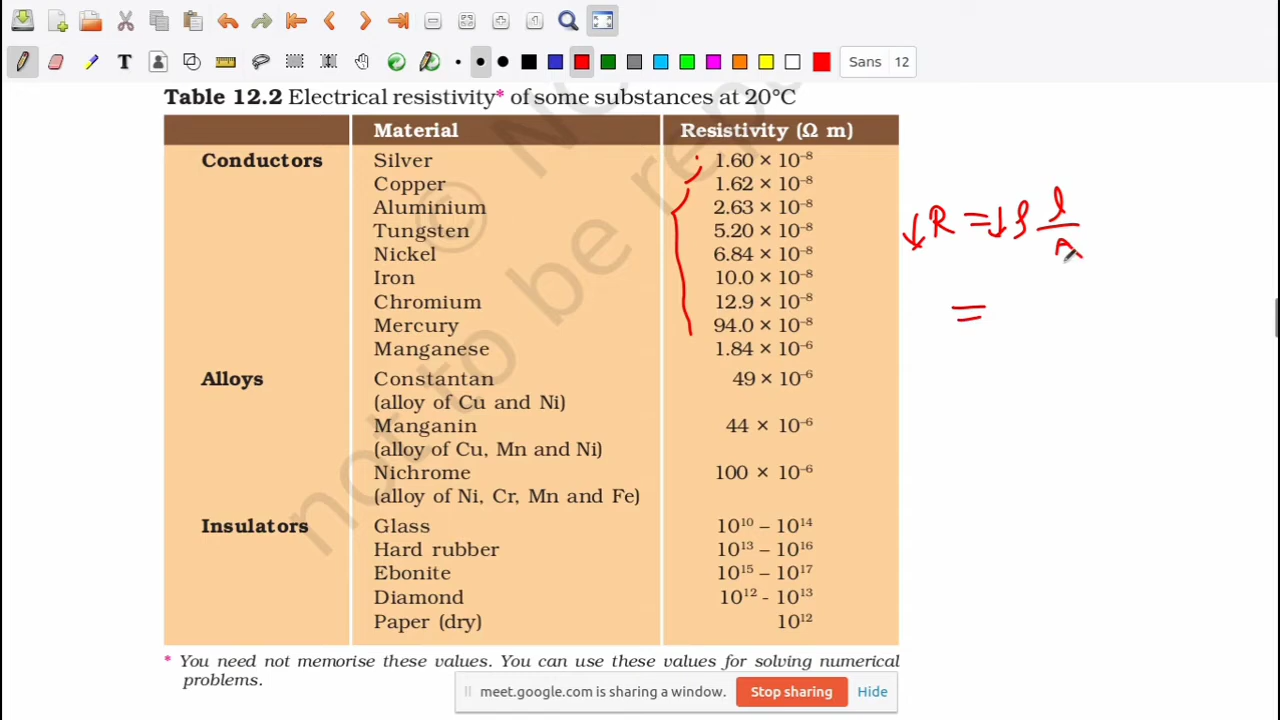 Sans 12
Table 12.2 Electrical resistivity* of some substances at 20°C
Material Resistivity (Ω m)
Conductors Silver 1.60 × 10⁻⁸
Copper 1.62 × 10⁻⁸
Aluminium 2.63 × 10⁻⁸
Tungsten 5.20 × 10⁻⁸
Nickel 6.84 × 10⁻⁸
Iron 10.0 × 10⁻⁸
Chromium 12.9 × 10⁻⁸
Mercury 94.0 × 10⁻⁸
Manganese 1.84 × 10⁻⁶
Alloys Constantan 49 × 10⁻⁶
(alloy of Cu and Ni)
Manganin 44 × 10⁻⁶
(alloy of Cu, Mn and Ni)
Nichrome 100 × 10⁻⁶
(alloy of Ni, Cr, Mn and Fe)
Insulators Glass 10¹⁰ – 10¹⁴
Hard rubber 10¹³ – 10¹⁶
Ebonite 10¹⁵ – 10¹⁷
Diamond 10¹² - 10¹³
Paper (dry) 10¹²
* You need not memorise these values. You can use these values for solving numerical
problems.
↓R = ↓ρ l/A
=
not to be rep
meet.google.com is sharing a window. Stop sharing Hide